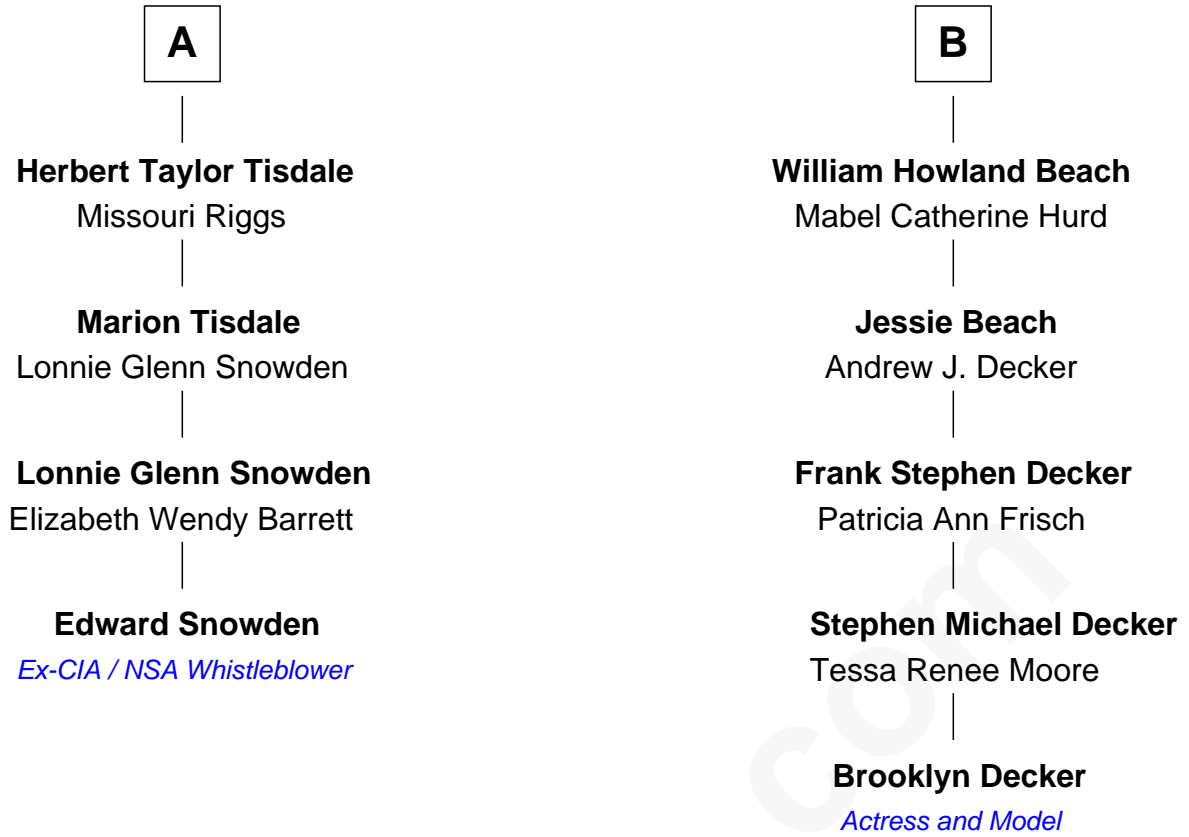 A
Herbert Taylor Tisdale
Missouri Riggs
Marion Tisdale
Lonnie Glenn Snowden
Lonnie Glenn Snowden
Elizabeth Wendy Barrett
Edward Snowden
Ex-CIA / NSA Whistleblower
B
William Howland Beach
Mabel Catherine Hurd
Jessie Beach
Andrew J. Decker
Frank Stephen Decker
Patricia Ann Frisch
Stephen Michael Decker
Tessa Renee Moore
Brooklyn Decker
Actress and Model
com